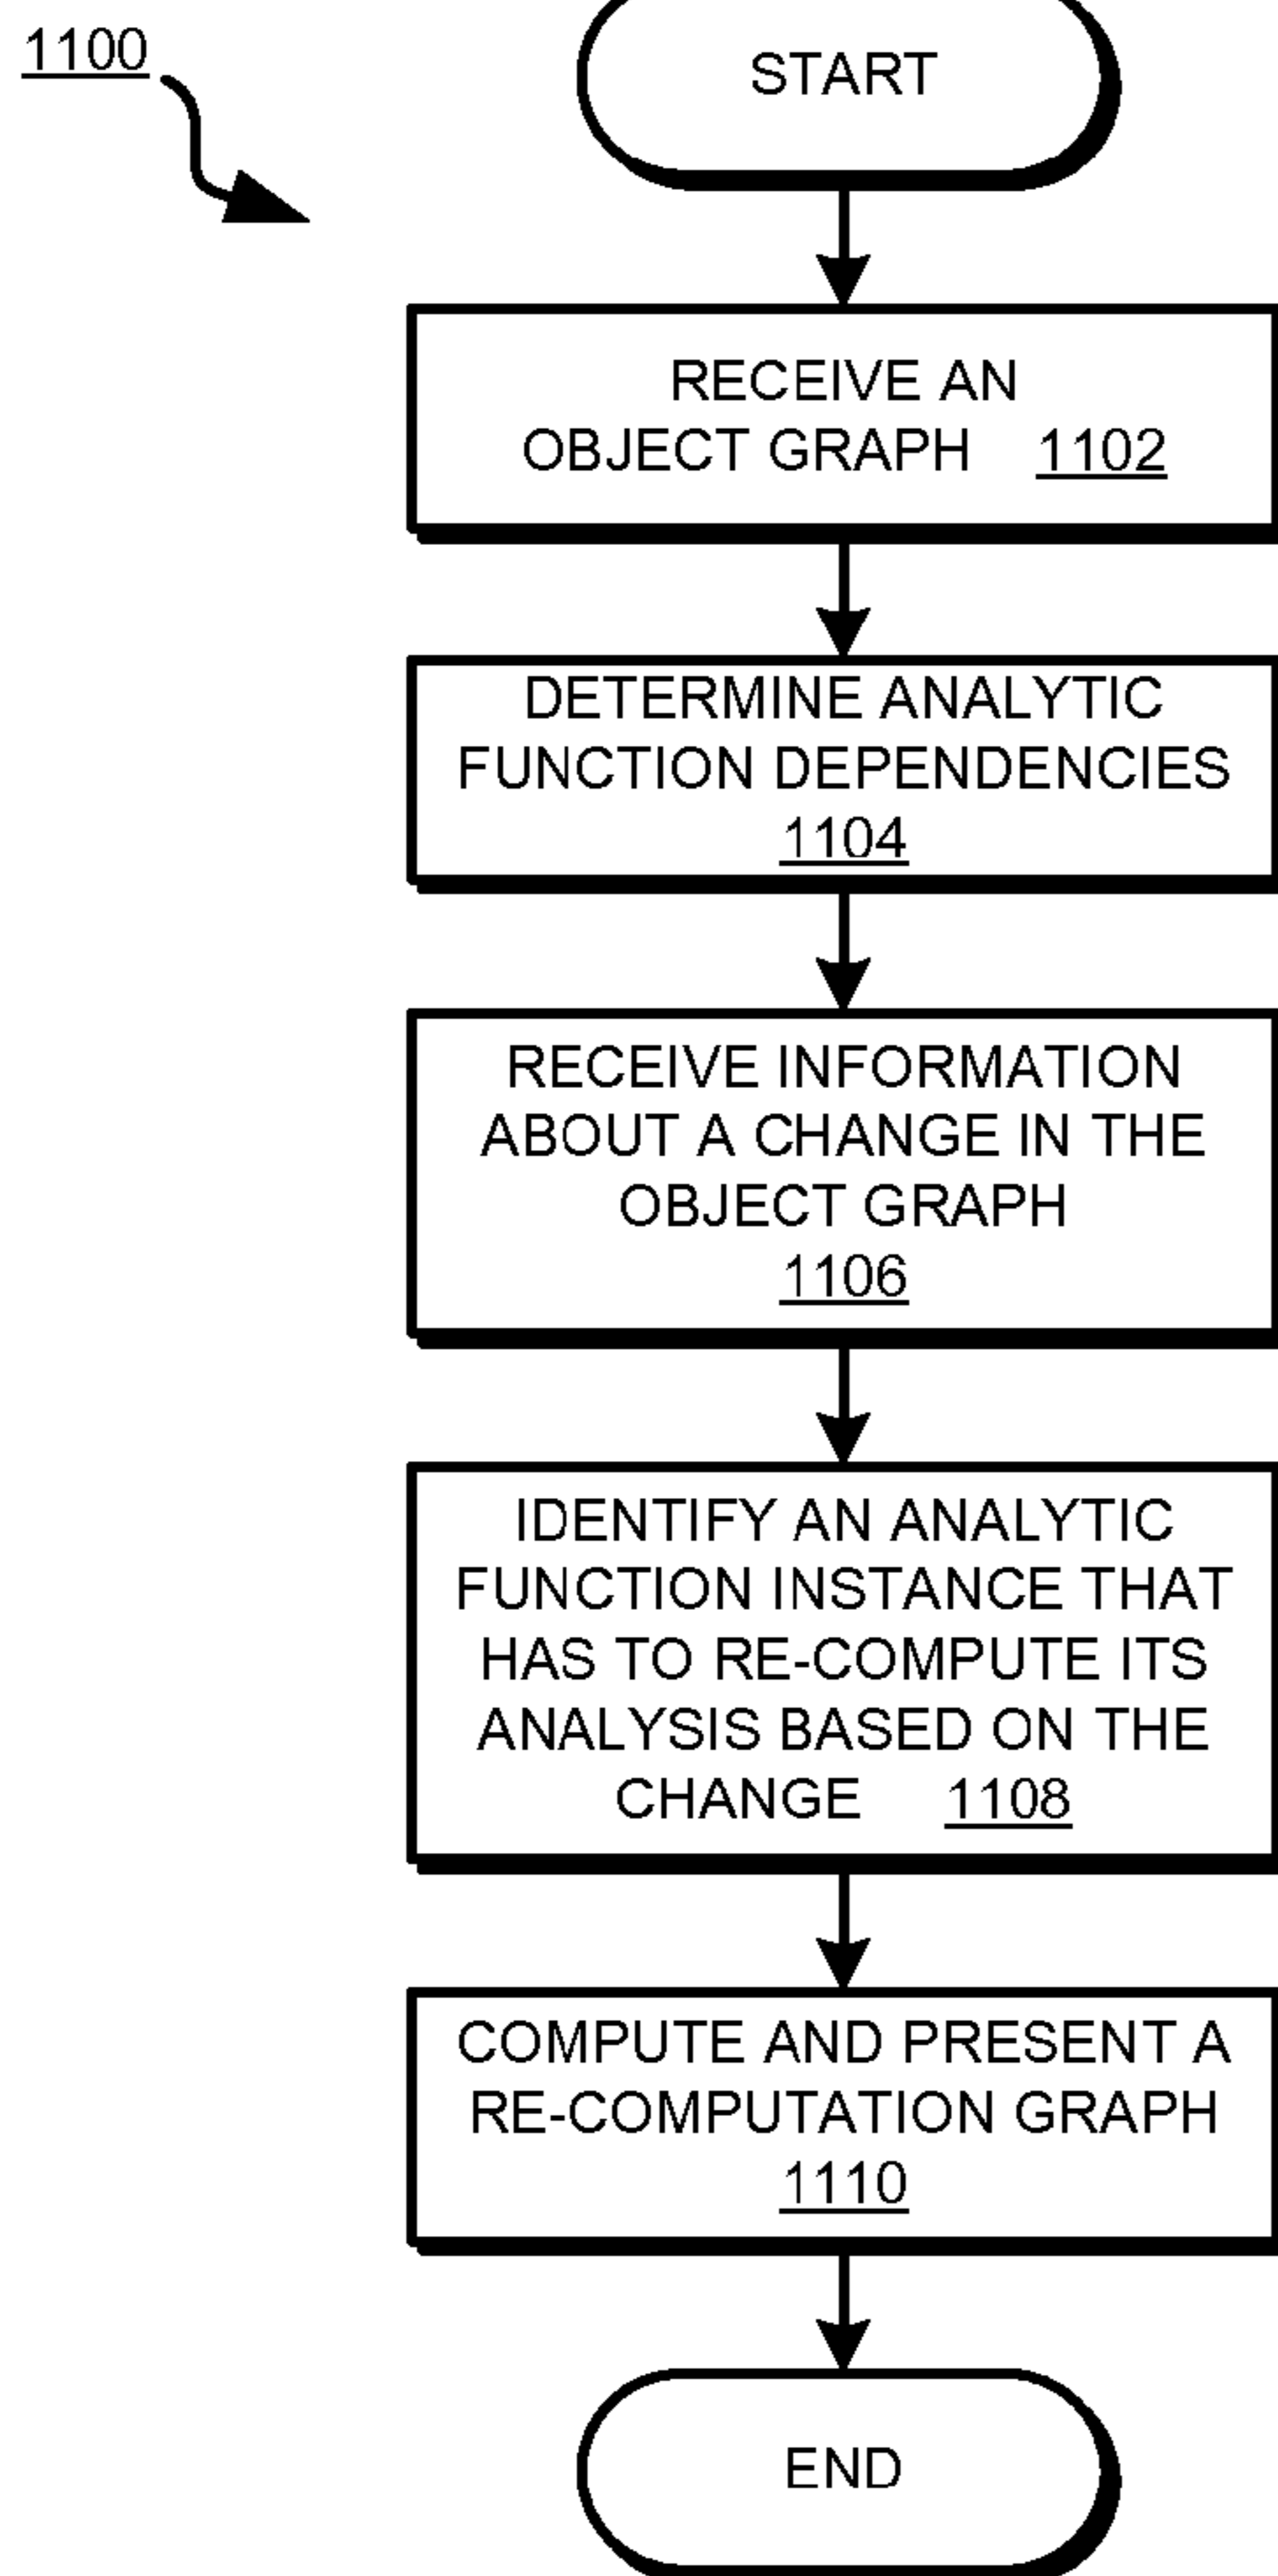 1100
START
RECEIVE AN
OBJECT GRAPH 1102
DETERMINE ANALYTIC
FUNCTION DEPENDENCIES
1104
RECEIVE INFORMATION
ABOUT A CHANGE IN THE
OBJECT GRAPH
1106
IDENTIFY AN ANALYTIC
FUNCTION INSTANCE THAT
HAS TO RE-COMPUTE ITS
ANALYSIS BASED ON THE
CHANGE 1108
COMPUTE AND PRESENT A
RE-COMPUTATION GRAPH
1110
END